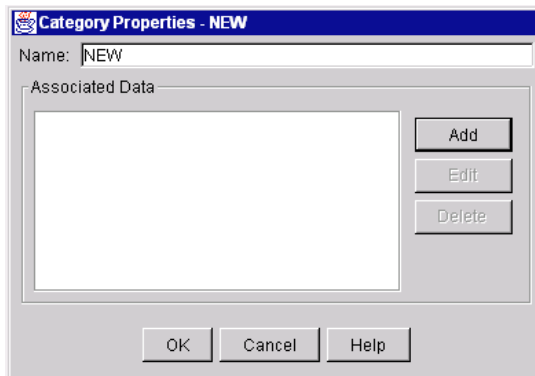 Category Properties - NEW
Name: NEW
Associated Data
Add
Edit
Delete
OK Cancel Help